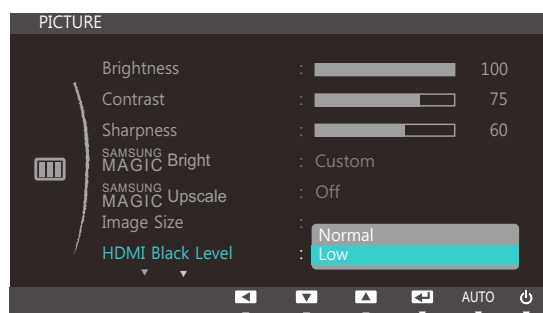 PICTURE
Brightness : 100
Contrast : 75
Sharpness : 60
SAMSUNG MAGIC Bright : Custom
SAMSUNG MAGIC Upscale : Off
Image Size :
Normal
HDMI Black Level : Low
AUTO